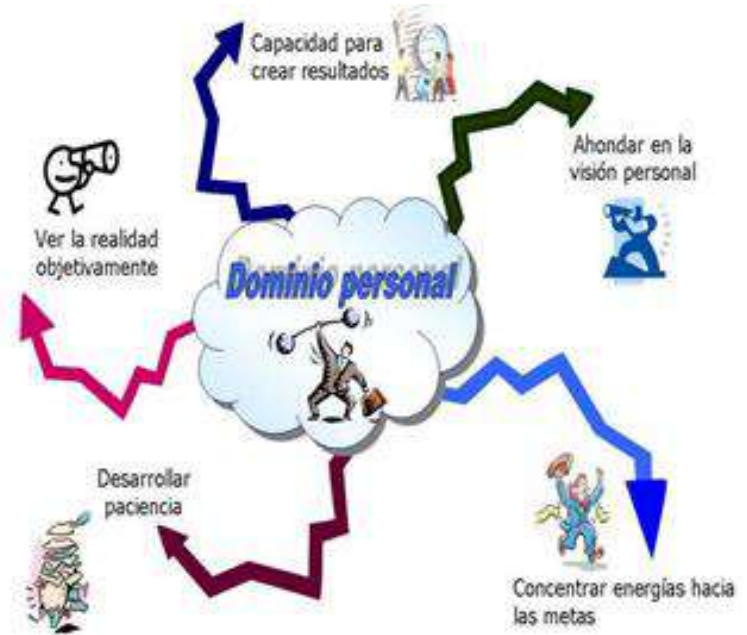 Capacidad para
crear resultados
Ahondar en la
visión personal
Ver la realidad
objetivamente
Dominio personal
Desarrollar
paciencia
Concentrar energías hacia
las metas